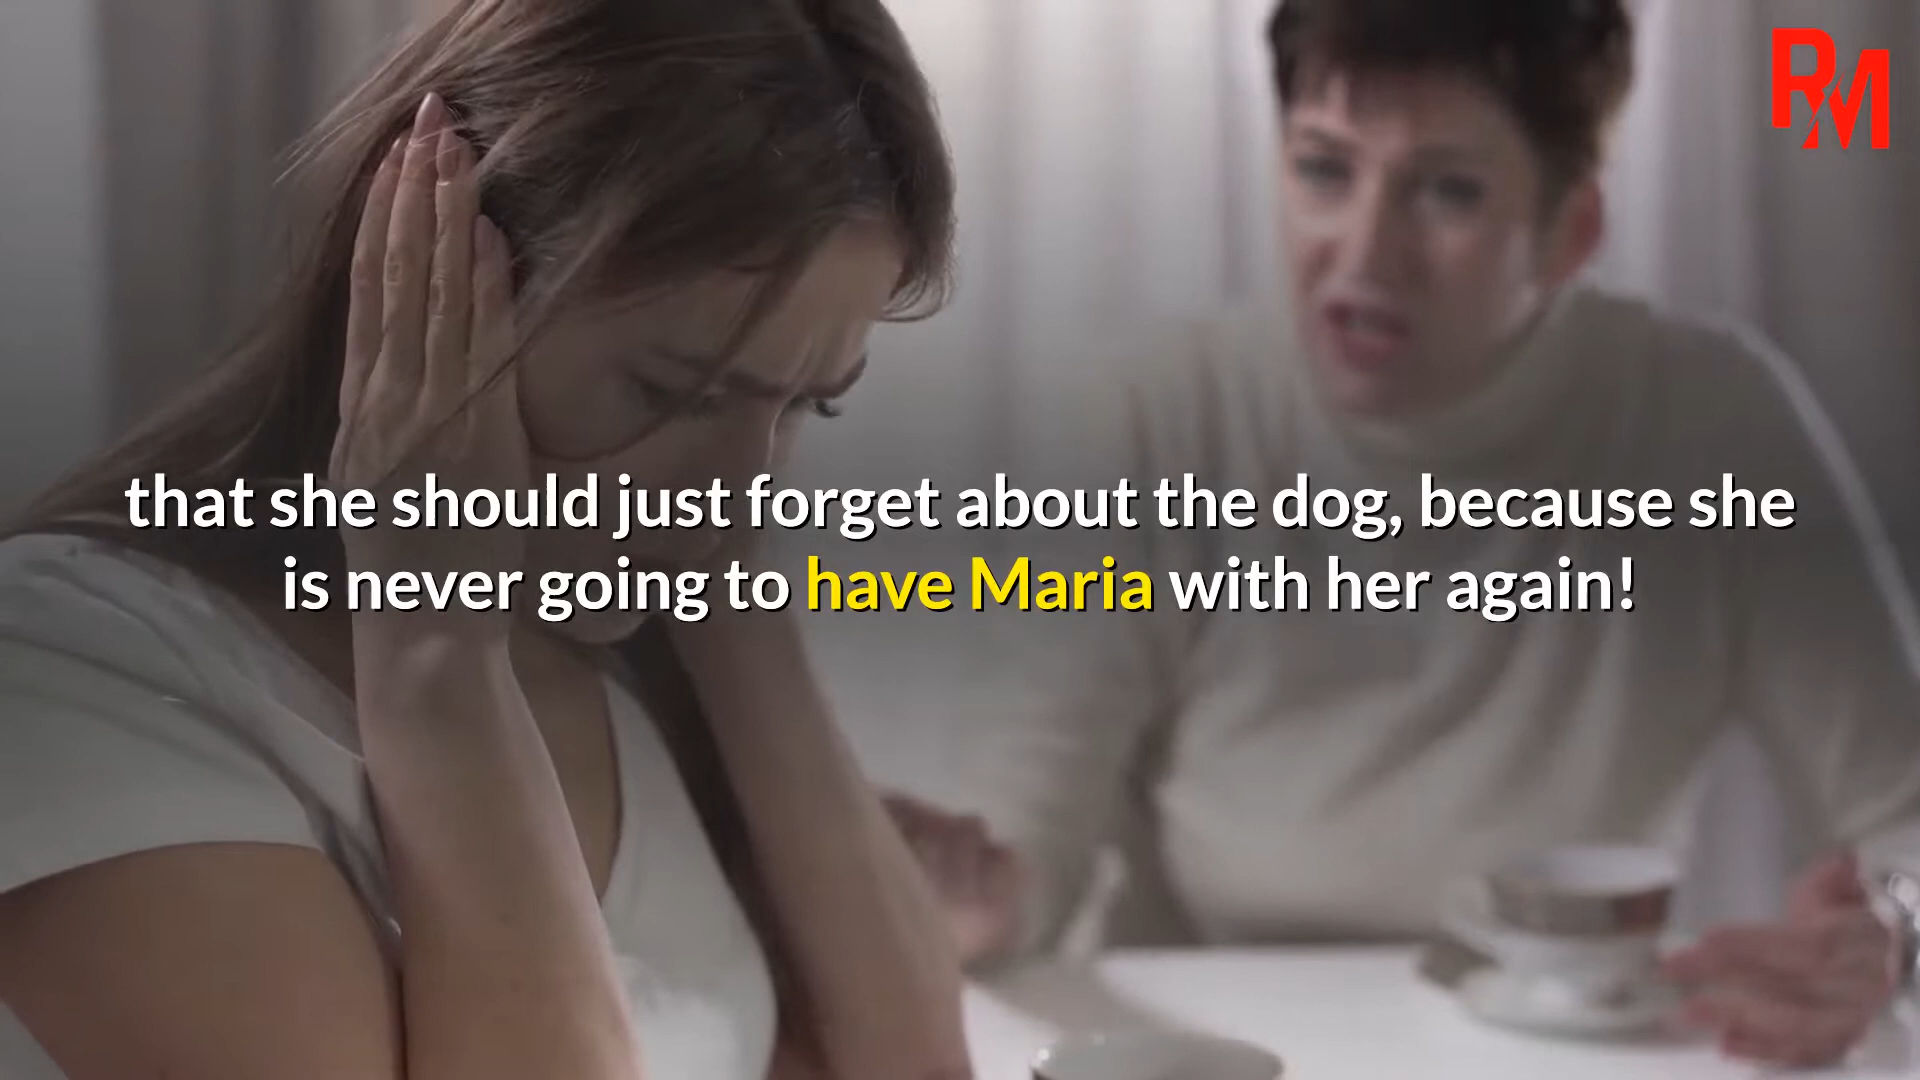 RM
that she should just forget about the dog, because she
is never going to have Maria with her again!